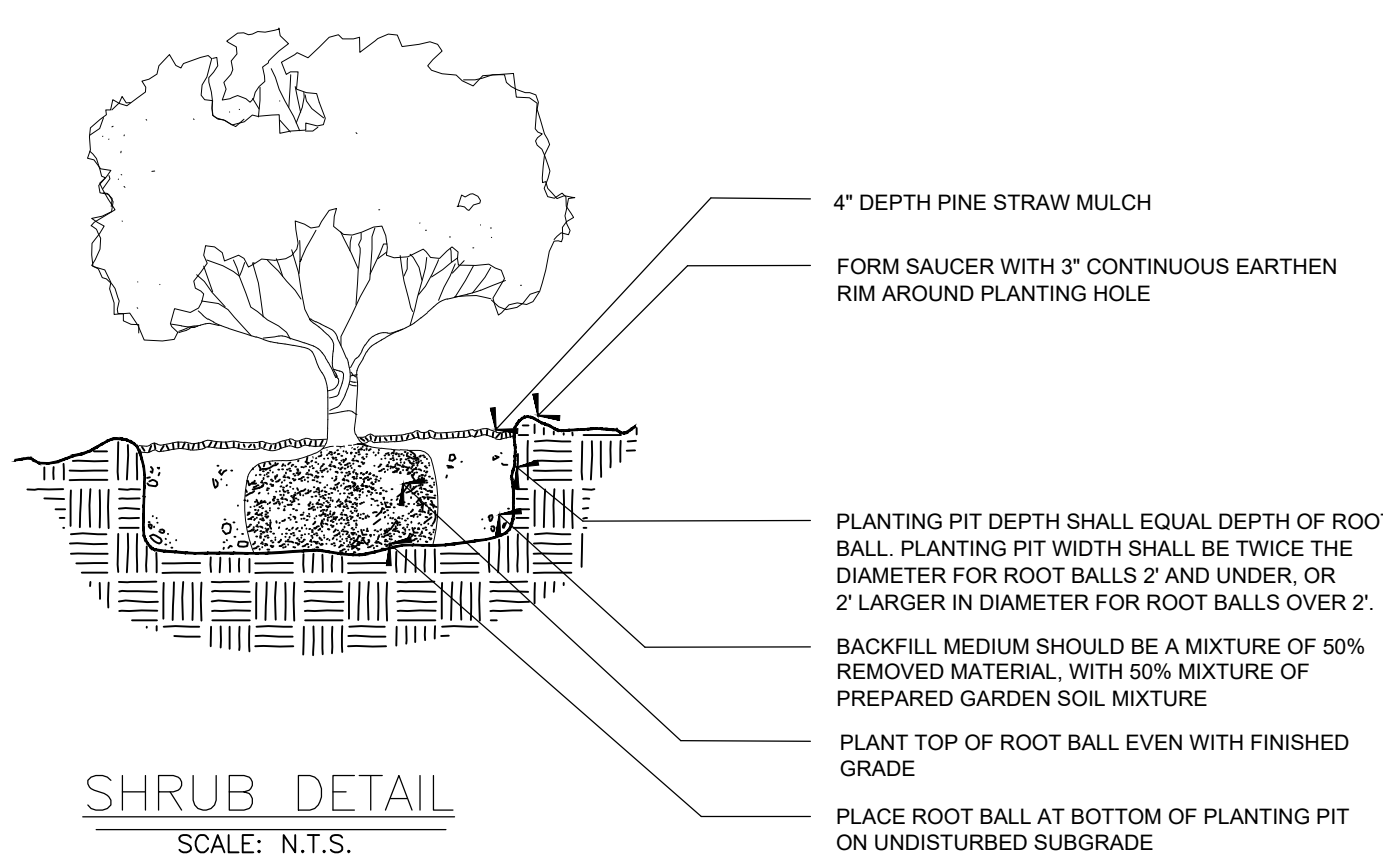 4" DEPTH PINE STRAW MULCH
FORM SAUCER WITH 3" CONTINUOUS EARTHEN
RIM AROUND PLANTING HOLE
PLANTING PIT DEPTH SHALL EQUAL DEPTH OF ROOT
BALL. PLANTING PIT WIDTH SHALL BE TWICE THE
DIAMETER FOR ROOT BALLS 2' AND UNDER, OR
2' LARGER IN DIAMETER FOR ROOT BALLS OVER 2'.
BACKFILL MEDIUM SHOULD BE A MIXTURE OF 50%
REMOVED MATERIAL, WITH 50% MIXTURE OF
PREPARED GARDEN SOIL MIXTURE
PLANT TOP OF ROOT BALL EVEN WITH FINISHED
GRADE
PLACE ROOT BALL AT BOTTOM OF PLANTING PIT
ON UNDISTURBED SUBGRADE
SHRUB DETAIL
SCALE: N.T.S.